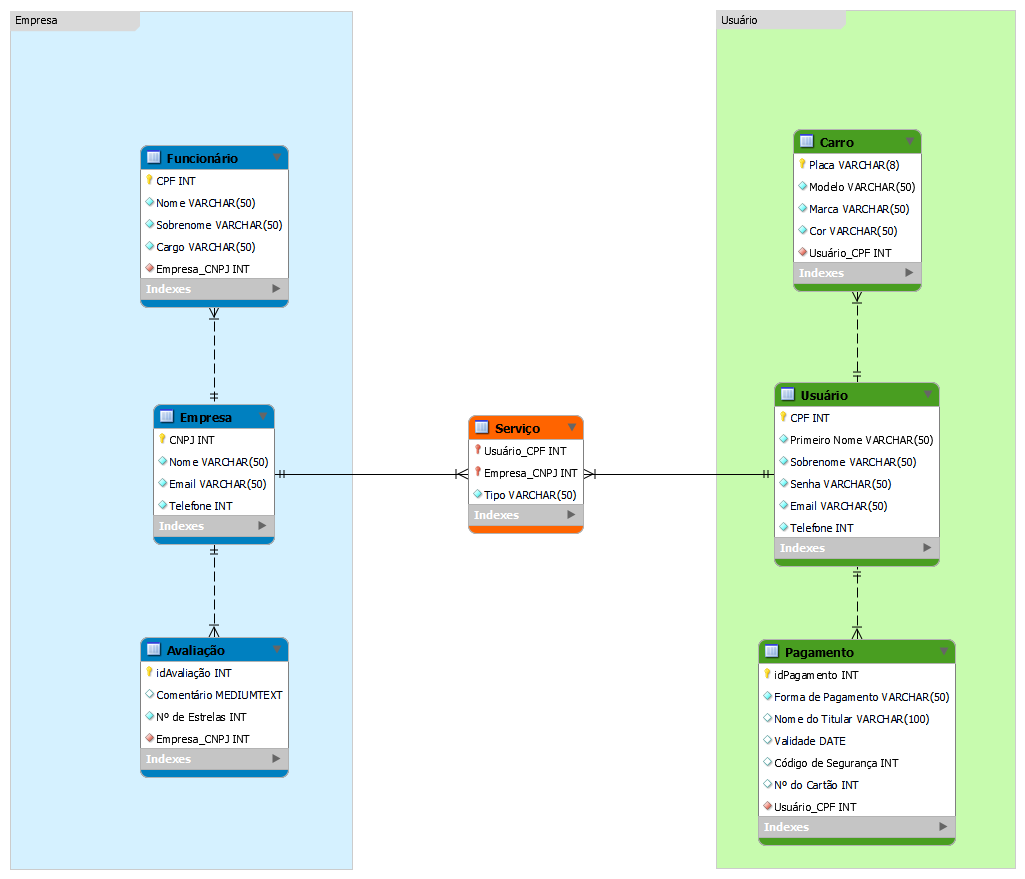 Empresa
Funcionário
CPF INT
Nome VARCHAR(50)
Sobrenome VARCHAR(50)
Cargo VARCHAR(50)
Empresa_CNPJ INT
Indexes
Empresa
CNPJ INT
Nome VARCHAR(50)
Email VARCHAR(50)
Telefone INT
Indexes
Avaliação
idAvaliação INT
Comentário MEDIUMTEXT
Nº de Estrelas INT
Empresa_CNPJ INT
Indexes
Serviço
Usuário_CPF INT
Empresa_CNPJ INT
Tipo VARCHAR(50)
Indexes
Usuário
Carro
Placa VARCHAR(8)
Modelo VARCHAR(50)
Marca VARCHAR(50)
Cor VARCHAR(50)
Usuário_CPF INT
Indexes
Usuário
CPF INT
Primeiro Nome VARCHAR(50)
Sobrenome VARCHAR(50)
Senha VARCHAR(50)
Email VARCHAR(50)
Telefone INT
Indexes
Pagamento
idPagamento INT
Forma de Pagamento VARCHAR(50)
Nome do Titular VARCHAR(100)
Validade DATE
Código de Segurança INT
Nº do Cartão INT
Usuário_CPF INT
Indexes